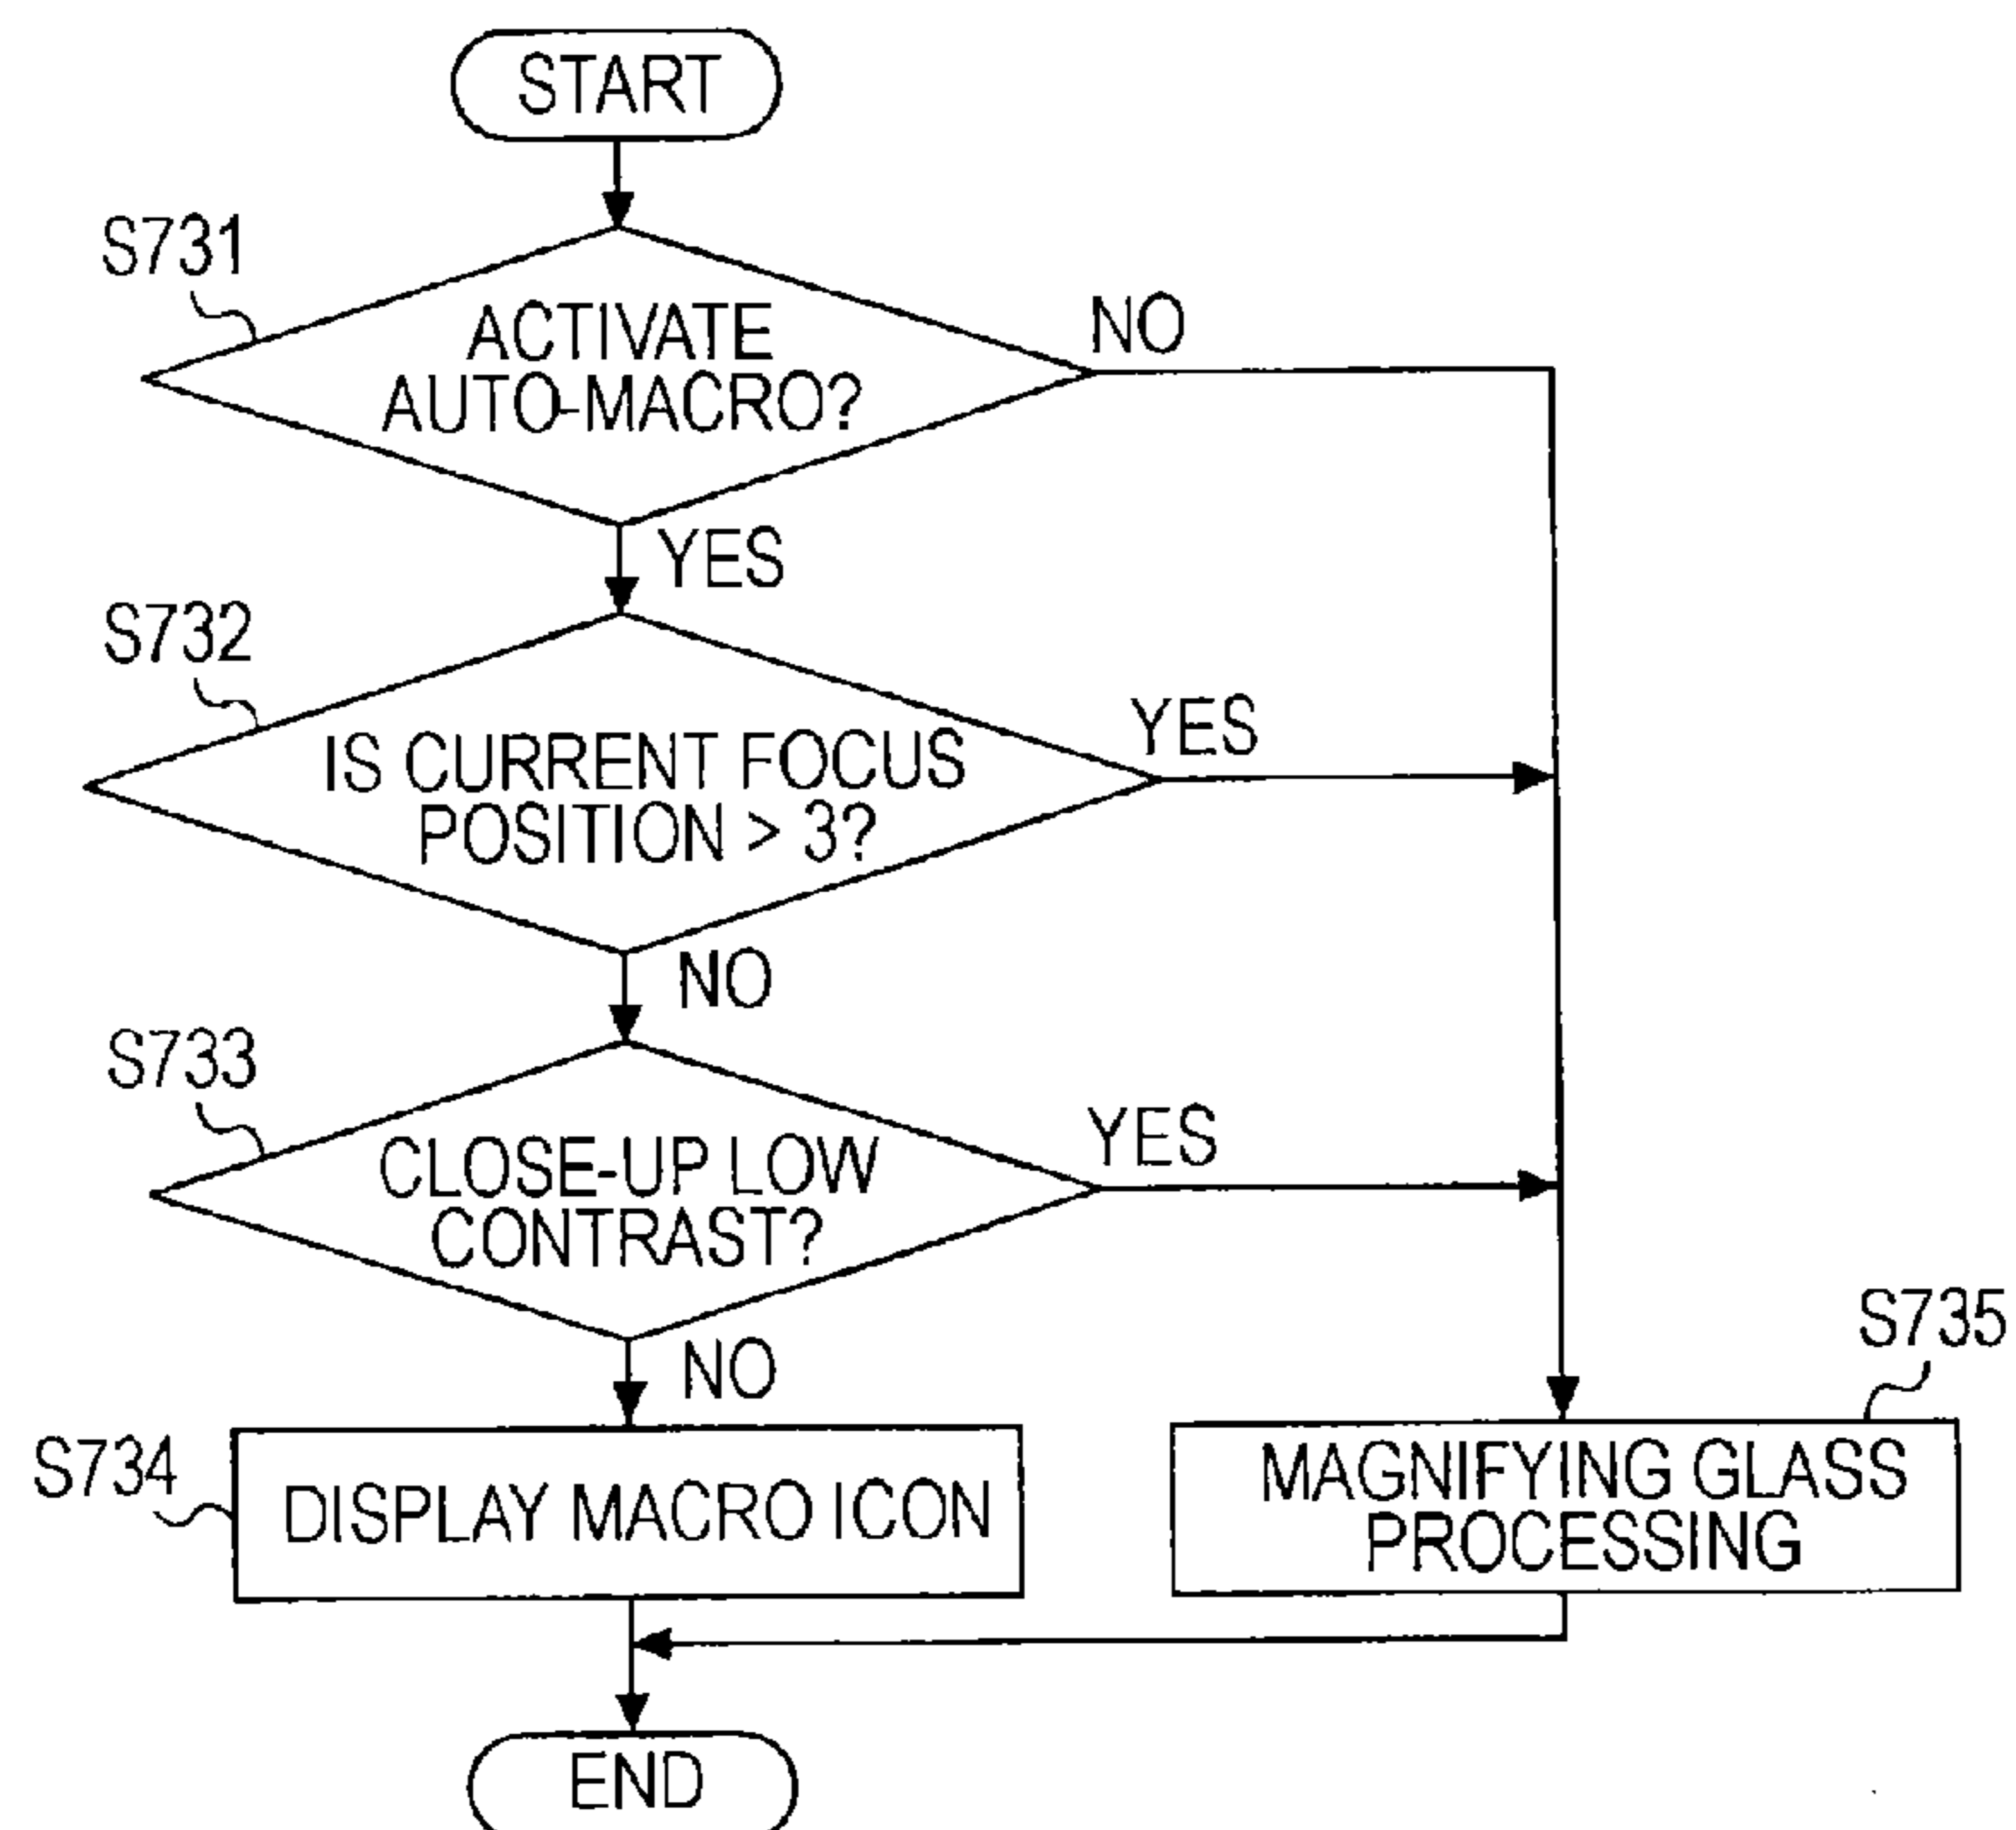 START
S731
ACTIVATE
AUTO-MACRO?
NO
YES
S732
IS CURRENT FOCUS
POSITION > 3?
YES
NO
S733
CLOSE-UP LOW
CONTRAST?
YES
NO
S734
DISPLAY MACRO ICON
S735
MAGNIFYING GLASS
PROCESSING
END